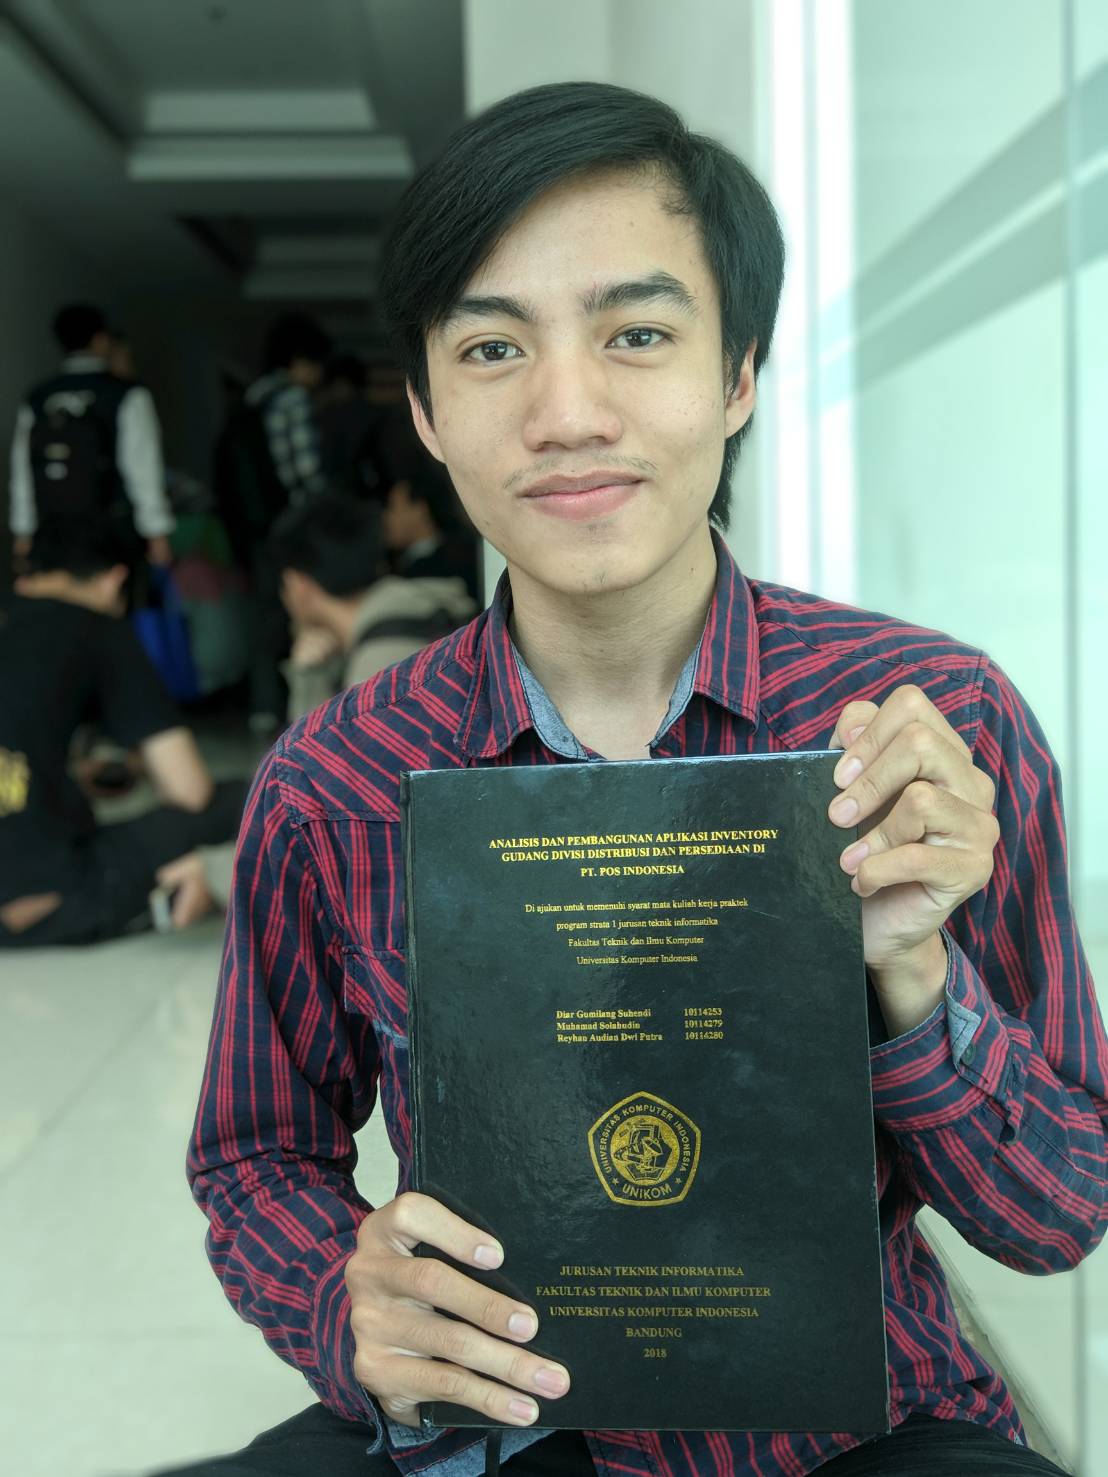 ANALISIS DAN PEMBANGUNAN APLIKASI INVENTORY
GUDANG DIVISI DISTRIBUSI DAN PERSEDIAAN DI
PT. POS INDONESIA
Di ajukan untuk memenuhi syarat mata kuliah kerja praktek
program strata 1 jurusan teknik informatika
Fakultas Teknik dan Ilmu Komputer
Universitas Komputer Indonesia
Diar Gumilang Suhendi 10114253
Muhamad Solahudin 10114279
Reyhan Audian Dwi Putra 10114280
UNIVERSITAS KOMPUTER INDONESIA
UNIKOM
JURUSAN TEKNIK INFORMATIKA
FAKULTAS TEKNIK DAN ILMU KOMPUTER
UNIVERSITAS KOMPUTER INDONESIA
BANDUNG
2018